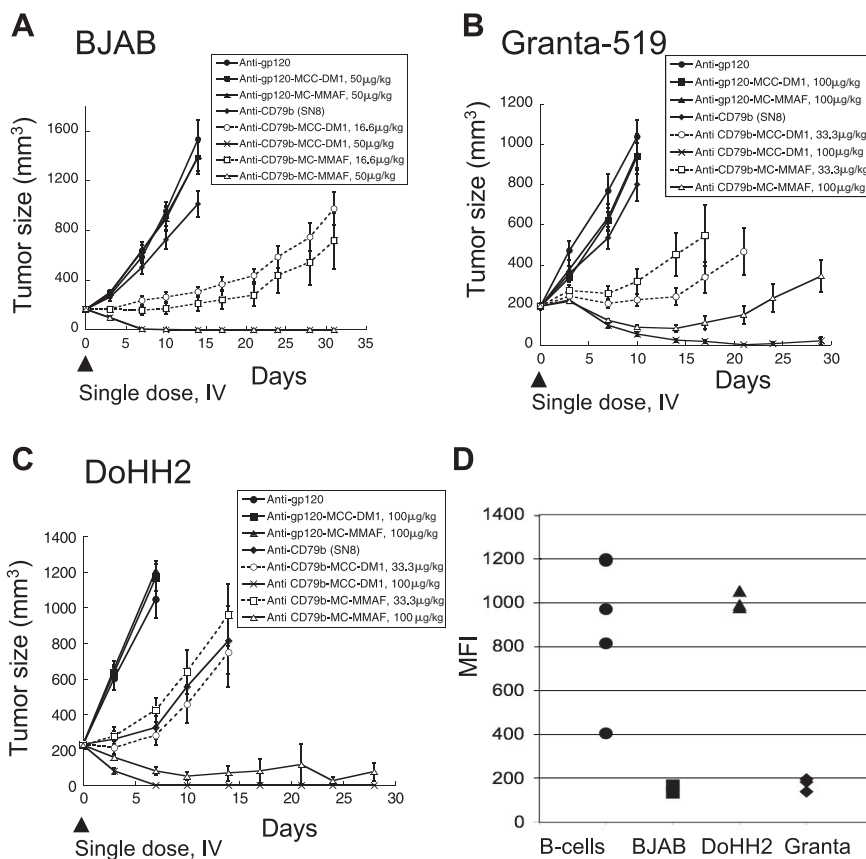 A
BJAB
Anti-gp120
Anti-gp120-MCC-DM1, 50μg/kg
Anti-gp120-MC-MMAF, 50μg/kg
Anti-CD79b (SN8)
Anti-CD79b-MCC-DM1, 16.6μg/kg
Anti-CD79b-MCC-DM1, 50μg/kg
Anti-CD79b-MC-MMAF, 16.6μg/kg
Anti-CD79b-MC-MMAF, 50μg/kg
Tumor size (mm3)
1600
1200
800
400
0
0 5 10 15 20 25 30 35
Days
Single dose, IV
B
Granta-519
Anti-gp120
Anti-gp120-MCC-DM1, 100μg/kg
Anti-gp120-MC-MMAF, 100μg/kg
Anti-CD79b (SN8)
Anti CD79b-MCC-DM1, 33.3μg/kg
Anti CD79b-MCC-DM1, 100μg/kg
Anti-CD79b-MC-MMAF, 33.3μg/kg
Anti CD79b-MC-MMAF, 100μg/kg
Tumor size (mm3)
1200
1000
800
600
400
200
0
0 5 10 15 20 25 30
Days
Single dose, IV
C
DoHH2
Anti-gp120
Anti-gp120-MCC-DM1, 100μg/kg
Anti-gp120-MC-MMAF, 100μg/kg
Anti-CD79b (SN8)
Anti CD79b-MCC-DM1, 33.3μg/kg
Anti CD79b-MCC-DM1, 100μg/kg
Anti CD79b-MC-MMAF, 33.3μg/kg
Anti CD79b-MC-MMAF, 100μg/kg
Tumor size (mm3)
1400
1200
1000
800
600
400
200
0
0 5 10 15 20 25 30
Days
Single dose, IV
D
MFI
1400
1200
1000
800
600
400
200
0
B-cells BJAB DoHH2 Granta